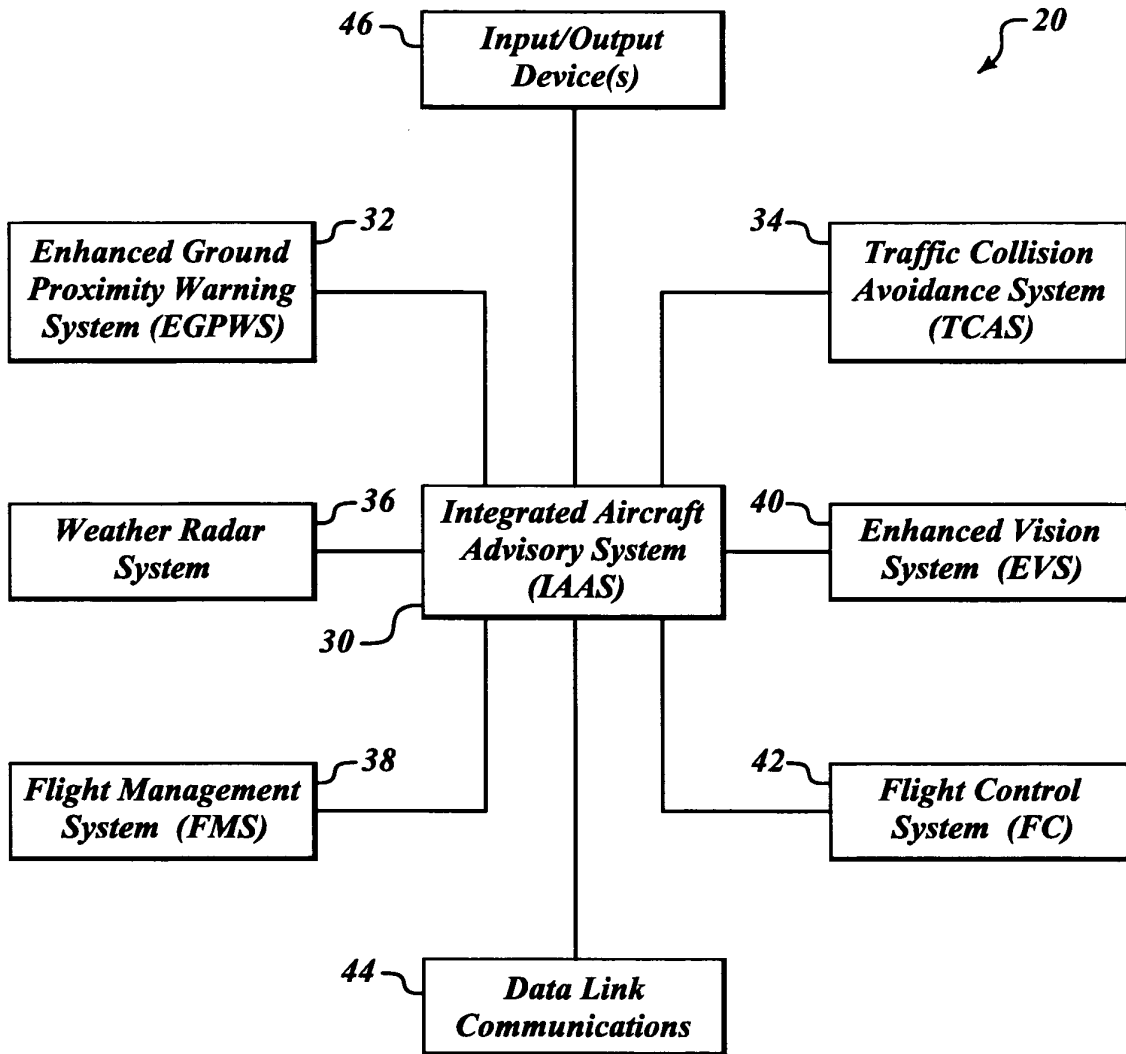 46
Input/Output
Device(s)
20
32
Enhanced Ground
Proximity Warning
System (EGPWS)
34
Traffic Collision
Avoidance System
(TCAS)
36
Weather Radar
System
Integrated Aircraft
Advisory System
(IAAS)
30
40
Enhanced Vision
System (EVS)
38
Flight Management
System (FMS)
42
Flight Control
System (FC)
44
Data Link
Communications